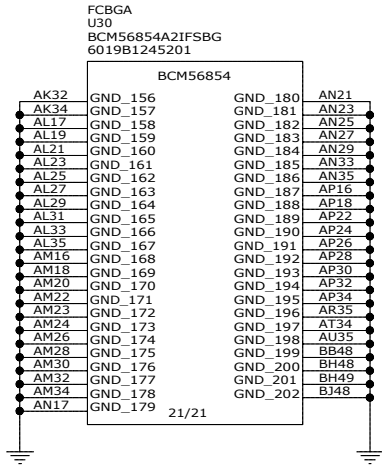 FCBGA
U30
BCM56854A2IFSBG
6019B1245201
BCM56854
AK32 GND_156 GND_180 AN21
AK34 GND_157 GND_181 AN23
AL17 GND_158 GND_182 AN25
AL19 GND_159 GND_183 AN27
AL21 GND_160 GND_184 AN29
AL23 GND_161 GND_185 AN33
AL25 GND_162 GND_186 AN35
AL27 GND_163 GND_187 AP16
AL29 GND_164 GND_188 AP18
AL31 GND_165 GND_189 AP22
AL33 GND_166 GND_190 AP24
AL35 GND_167 GND_191 AP26
AM16 GND_168 GND_192 AP28
AM18 GND_169 GND_193 AP30
AM20 GND_170 GND_194 AP32
AM22 GND_171 GND_195 AP34
AM23 GND_172 GND_196 AR35
AM24 GND_173 GND_197 AT34
AM26 GND_174 GND_198 AU35
AM28 GND_175 GND_199 BB48
AM30 GND_176 GND_200 BH48
AM32 GND_177 GND_201 BH49
AM34 GND_178 GND_202 BJ48
AN17 GND_179
21/21